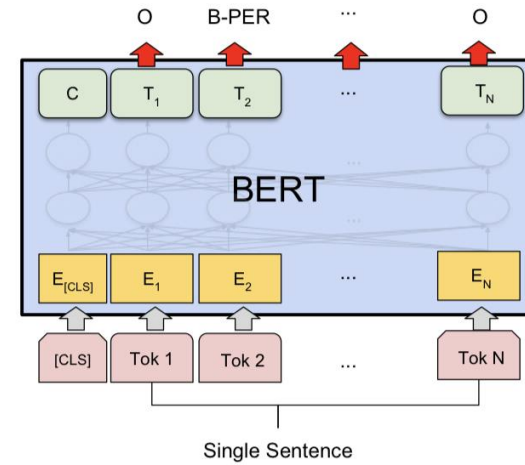 O B-PER ... O
C T1 T2 ... TN
...
BERT
...
E[CLS] E1 E2 ... EN
[CLS] Tok 1 Tok 2 ... Tok N
Single Sentence